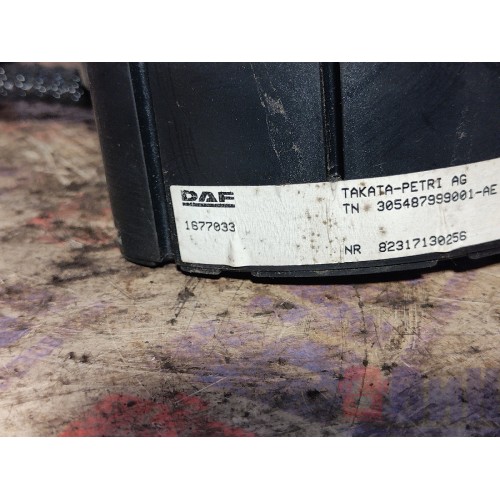 DAF
1677033
TAKATA-PETRI AG
TN 305487999001-AE
NR 82317130256